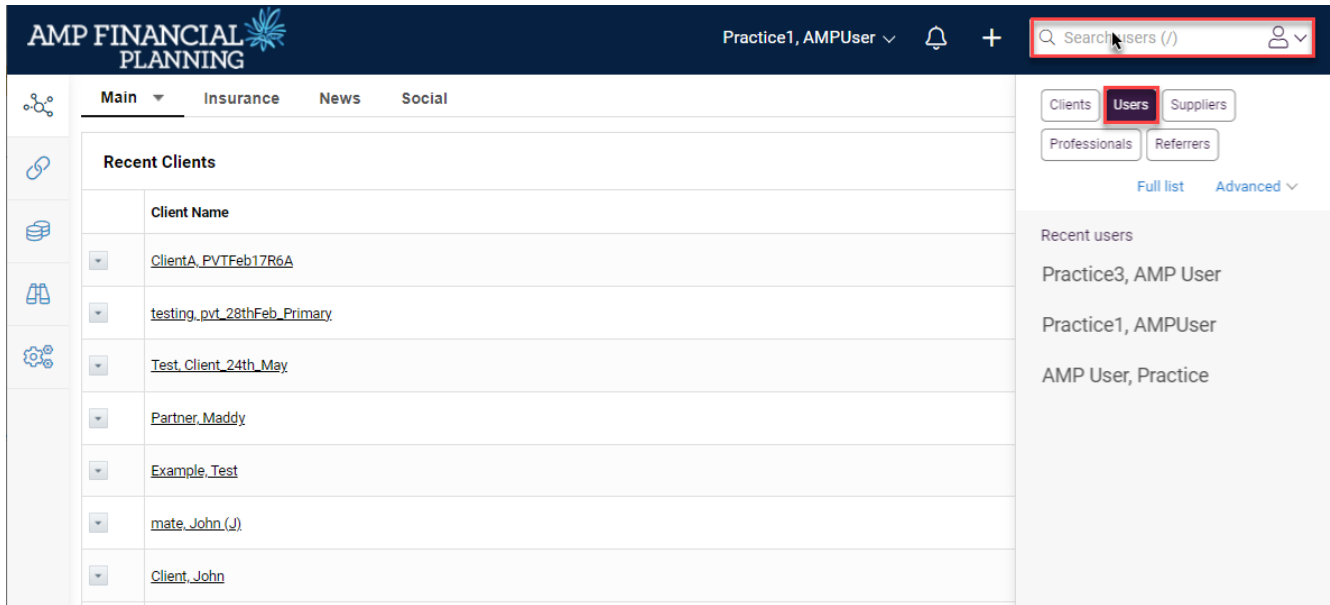 AMP FINANCIAL
PLANNING
Practice1, AMPUser
Search users (/)
Main
Insurance
News
Social
Clients
Users
Suppliers
Professionals
Referrers
Full list
Advanced
Recent Clients
Client Name
ClientA, PVTFeb17R6A
testing, pvt_28thFeb_Primary
Test, Client_24th_May
Partner, Maddy
Example, Test
mate, John (J)
Client, John
Recent users
Practice3, AMP User
Practice1, AMPUser
AMP User, Practice